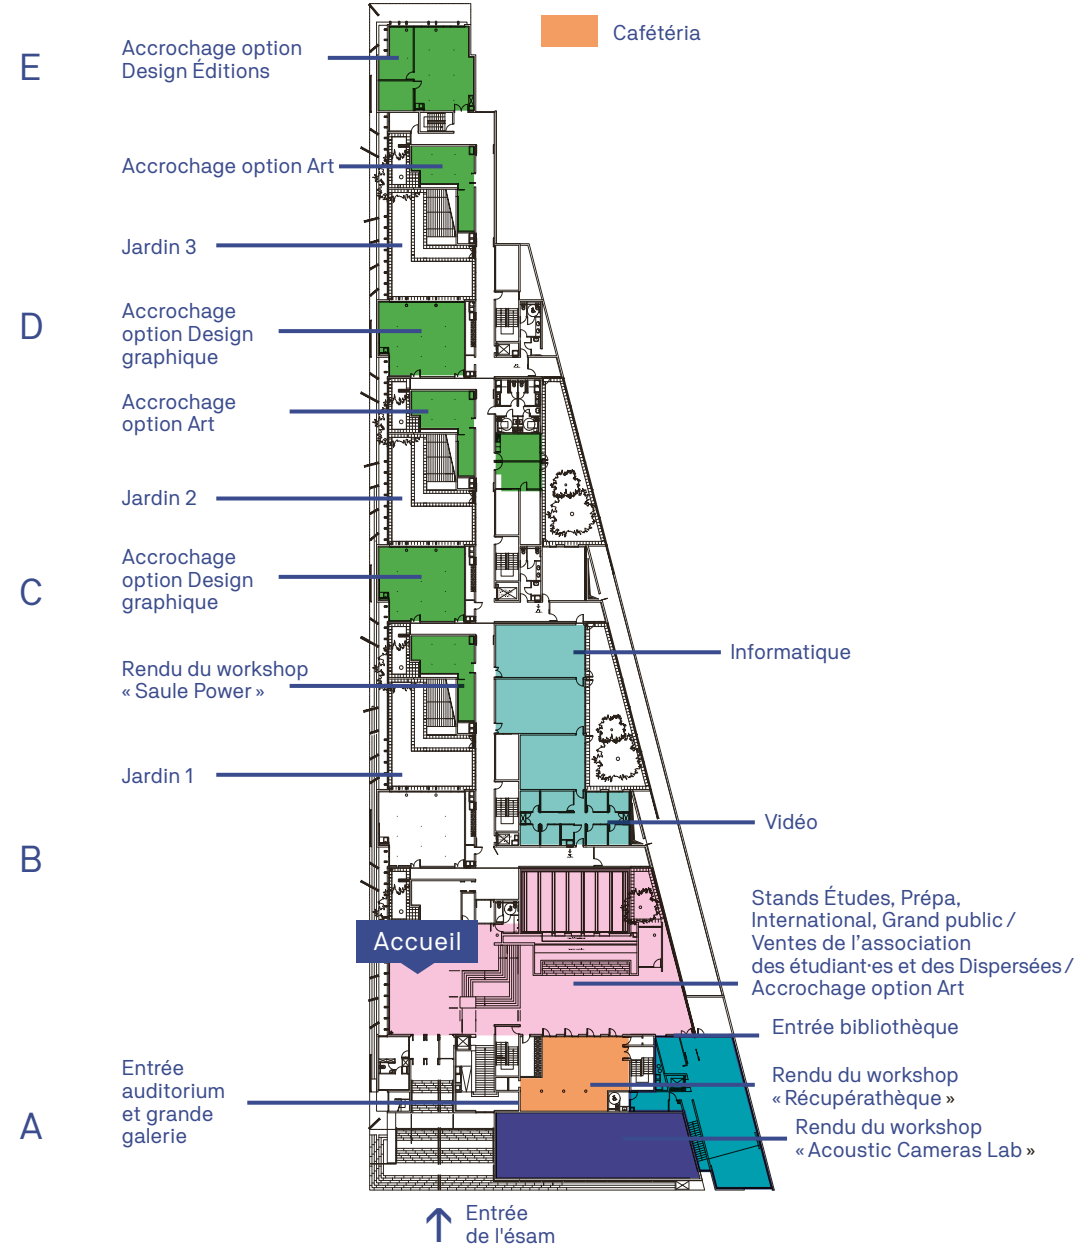 Cafétéria
E
Accrochage option
Design Éditions
Accrochage option Art
Jardin 3
D
Accrochage
option Design
graphique
Accrochage
option Art
Jardin 2
C
Accrochage
option Design
graphique
Informatique
Rendu du workshop
« Saule Power »
Jardin 1
Vidéo
B
Stands Études, Prépa,
International, Grand public /
Ventes de l’association
des étudiant·es et des Dispersées /
Accrochage option Art
Accueil
Entrée bibliothèque
Entrée
auditorium
et grande
galerie
Rendu du workshop
« Récupérathèque »
A
Rendu du workshop
« Acoustic Cameras Lab »
Entrée
de l'ésam